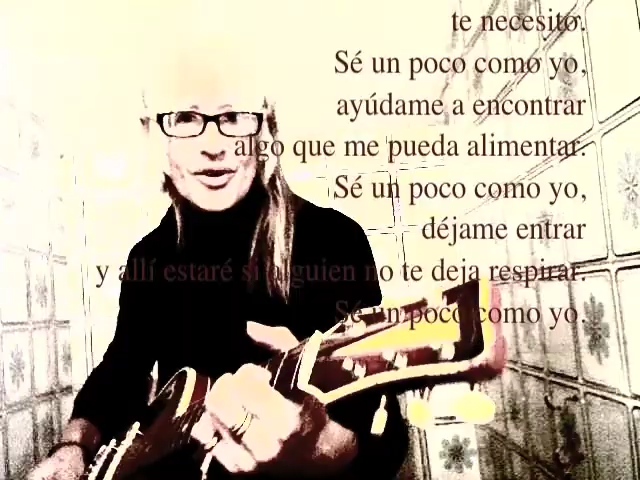 te necesito.
Sé un poco como yo,
ayúdame a encontrar
algo que me pueda alimentar.
Sé un poco como yo,
déjame entrar
y allí estaré si alguien no te deja respirar.
Sé un poco como yo.